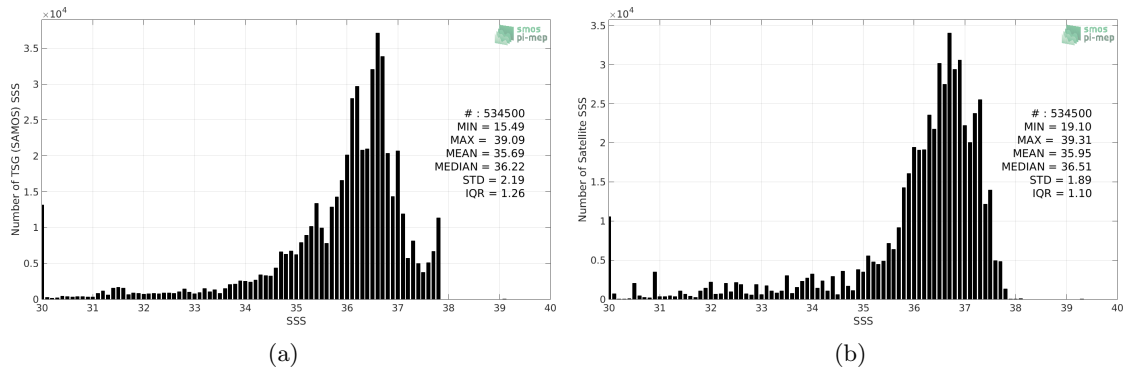 ×10⁴
smos
pi-mep
3.5
3
2.5
2
1.5
1
0.5
0
Number of TSG (SAMOS) SSS
# : 534500
MIN = 15.49
MAX = 39.09
MEAN = 35.69
MEDIAN = 36.22
STD = 2.19
IQR = 1.26
30 31 32 33 34 35 36 37 38 39 40
SSS
(a)
×10⁴
smos
pi-mep
3.5
3
2.5
2
1.5
1
0.5
0
Number of Satellite SSS
# : 534500
MIN = 19.10
MAX = 39.31
MEAN = 35.95
MEDIAN = 36.51
STD = 1.89
IQR = 1.10
30 31 32 33 34 35 36 37 38 39 40
SSS
(b)